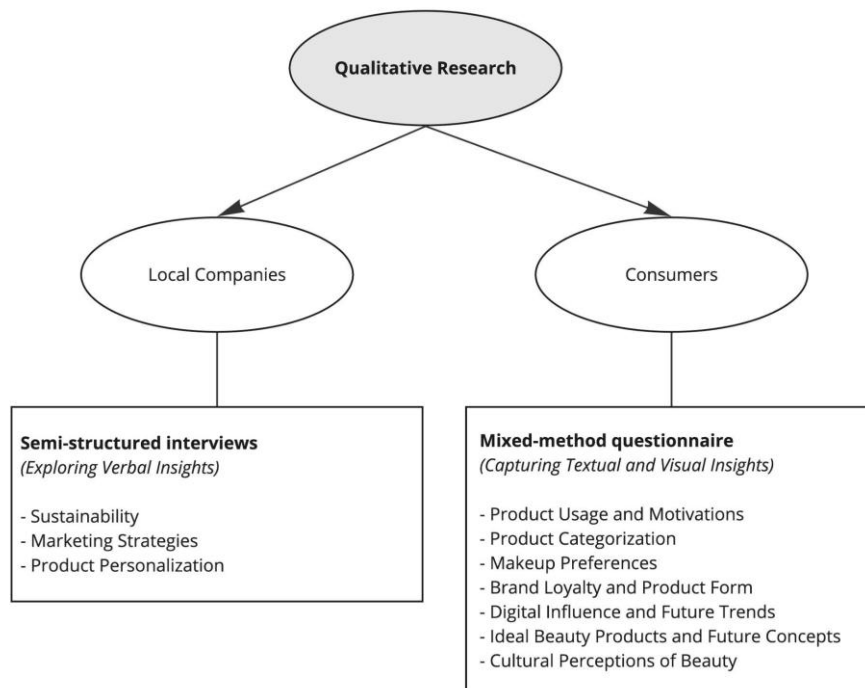 Qualitative Research
Local Companies
Consumers
Semi-structured interviews
(Exploring Verbal Insights)
- Sustainability
- Marketing Strategies
- Product Personalization
Mixed-method questionnaire
(Capturing Textual and Visual Insights)
- Product Usage and Motivations
- Product Categorization
- Makeup Preferences
- Brand Loyalty and Product Form
- Digital Influence and Future Trends
- Ideal Beauty Products and Future Concepts
- Cultural Perceptions of Beauty